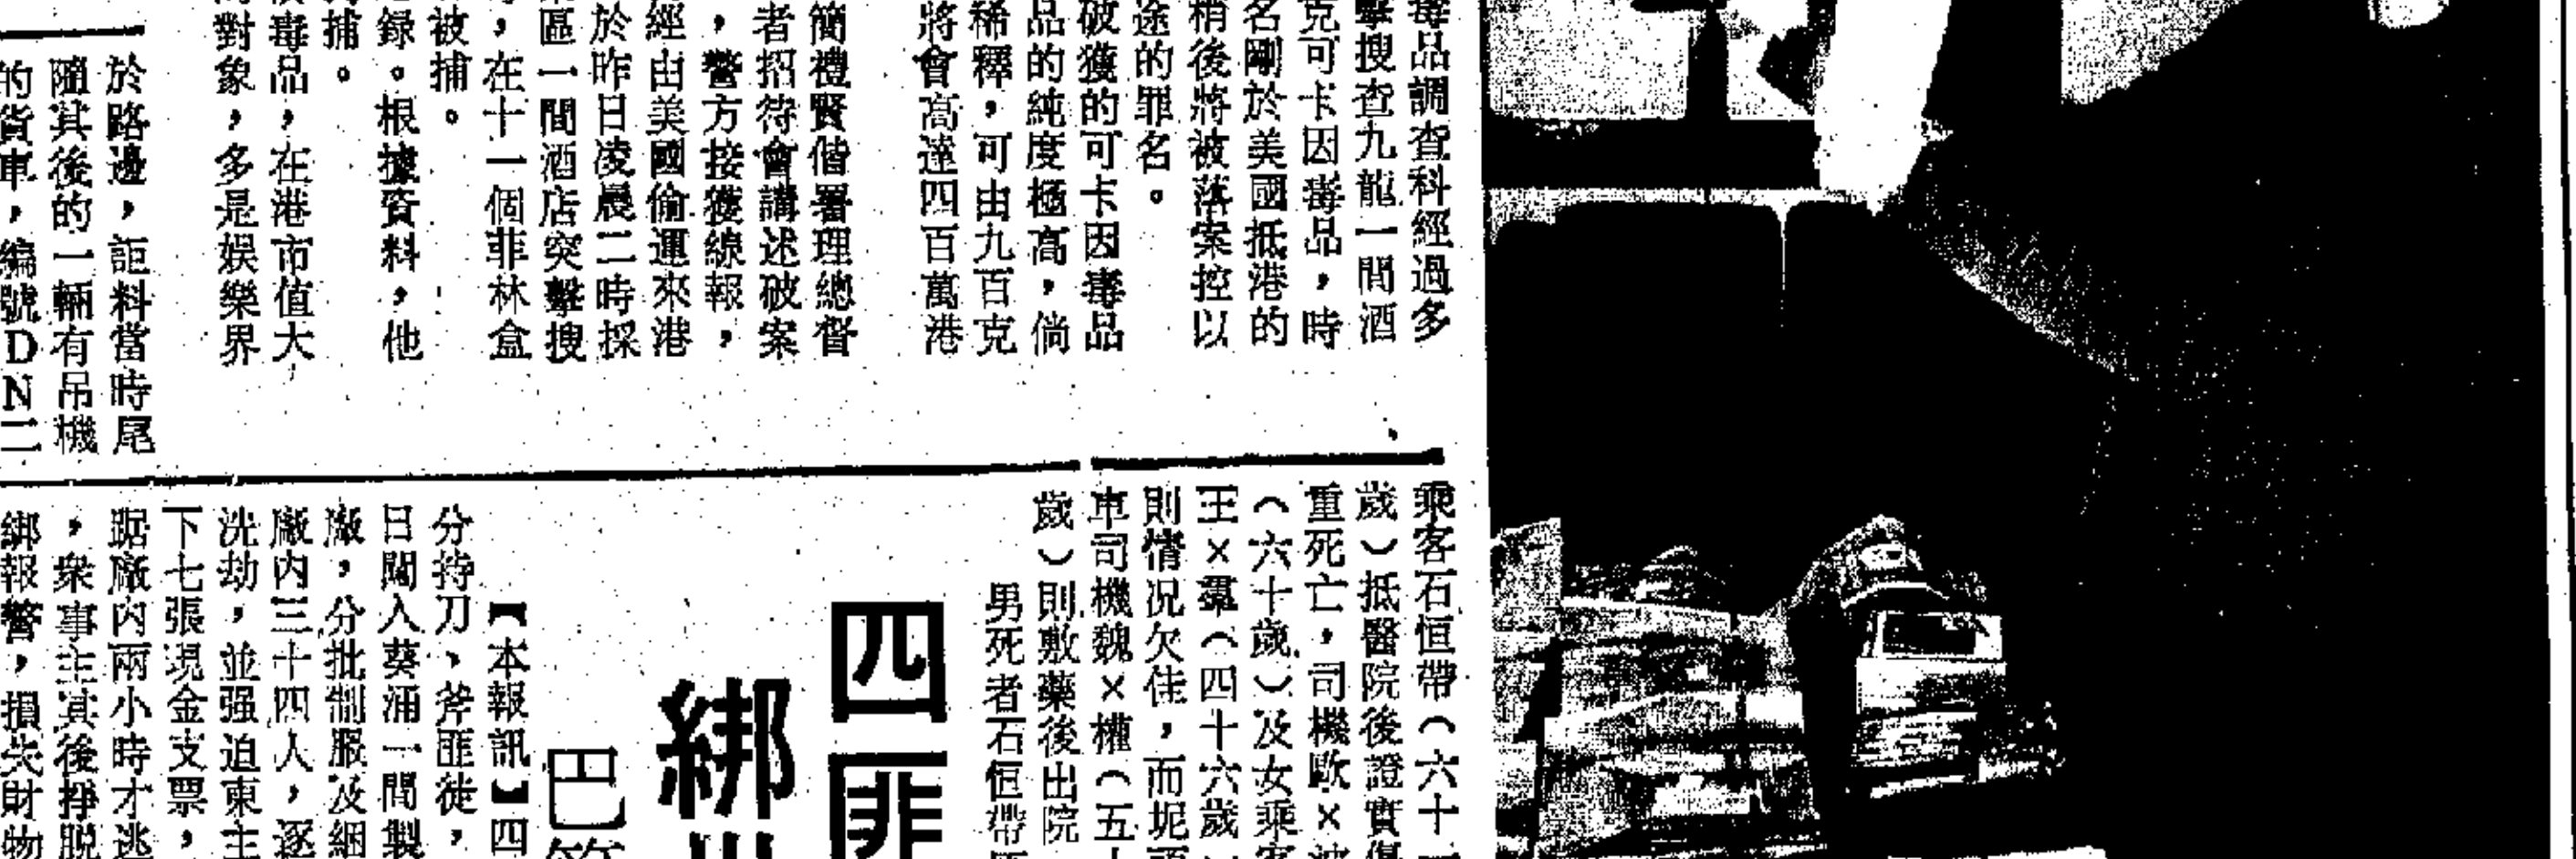 毒品調查科經過多
擊搜查九龍一間酒
克可卡因毒品，時
名剛於美國抵港的
稍後將被落案控以
途的罪名。
破獲的可卡因毒品
品的純度極高，倘
稀釋，可由九百克
將會高達四百萬港
簡禮賢偕署理總督
者招待會講述破案
，警方接獲線報，
經由美國偷運來港
於昨日凌晨二時採
區一間酒店突擊搜
，在十一個菲林盒
被捕。
錄。根據資料，他
捕。
毒品，在港市值大
對象，多是娛樂界
於路邊，詎料當時尾
隨其後的一輛有吊機
的貨車，編號DN二
乘客石恒帶（六十
歲）抵醫院後證實傷
重死亡，司機歐×波
（六十歲）及女乘客
王×羣（四十六歲
則情況欠佳，而坭頭
車司機魏×權（五十
歲）則敷藥後出院
男死者石恒帶
四匪
綁
巴
【本報訊】四
分持刀、斧匪徒，
日闖入葵涌一間製
廠，分批制服及綑
廠內三十四人，逐
洗劫，並强迫東主
下七張現金支票，
踞廠內兩小時才逃
，衆事主其後掙脫
綁報警，損失財物